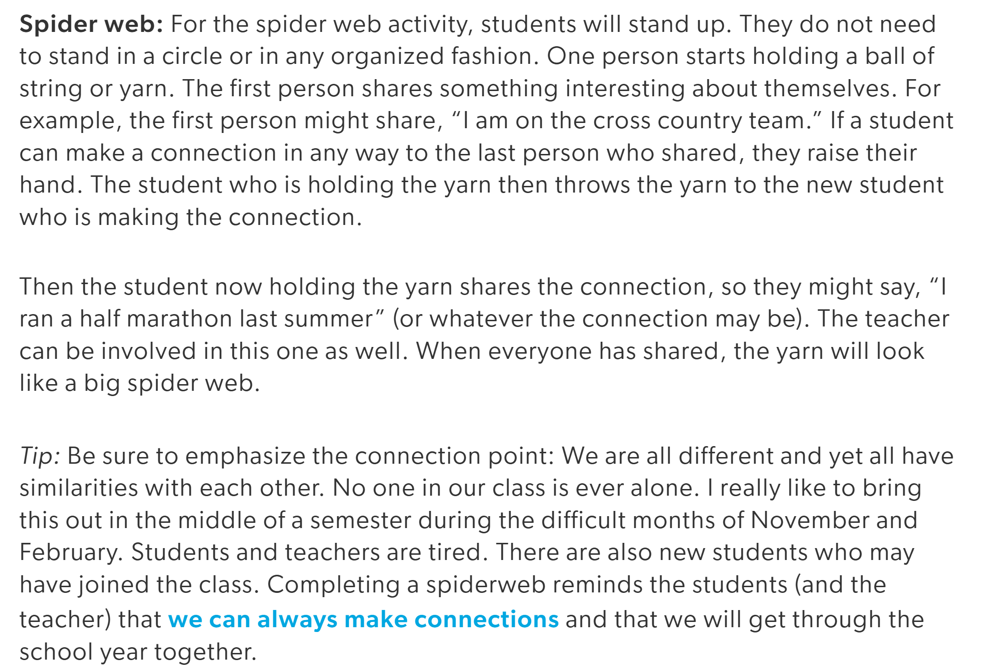 Spider web: For the spider web activity, students will stand up. They do not need
to stand in a circle or in any organized fashion. One person starts holding a ball of
string or yarn. The first person shares something interesting about themselves. For
example, the first person might share, “I am on the cross country team.” If a student
can make a connection in any way to the last person who shared, they raise their
hand. The student who is holding the yarn then throws the yarn to the new student
who is making the connection.
Then the student now holding the yarn shares the connection, so they might say, “I
ran a half marathon last summer” (or whatever the connection may be). The teacher
can be involved in this one as well. When everyone has shared, the yarn will look
like a big spider web.
Tip: Be sure to emphasize the connection point: We are all different and yet all have
similarities with each other. No one in our class is ever alone. I really like to bring
this out in the middle of a semester during the difficult months of November and
February. Students and teachers are tired. There are also new students who may
have joined the class. Completing a spiderweb reminds the students (and the
teacher) that we can always make connections and that we will get through the
school year together.